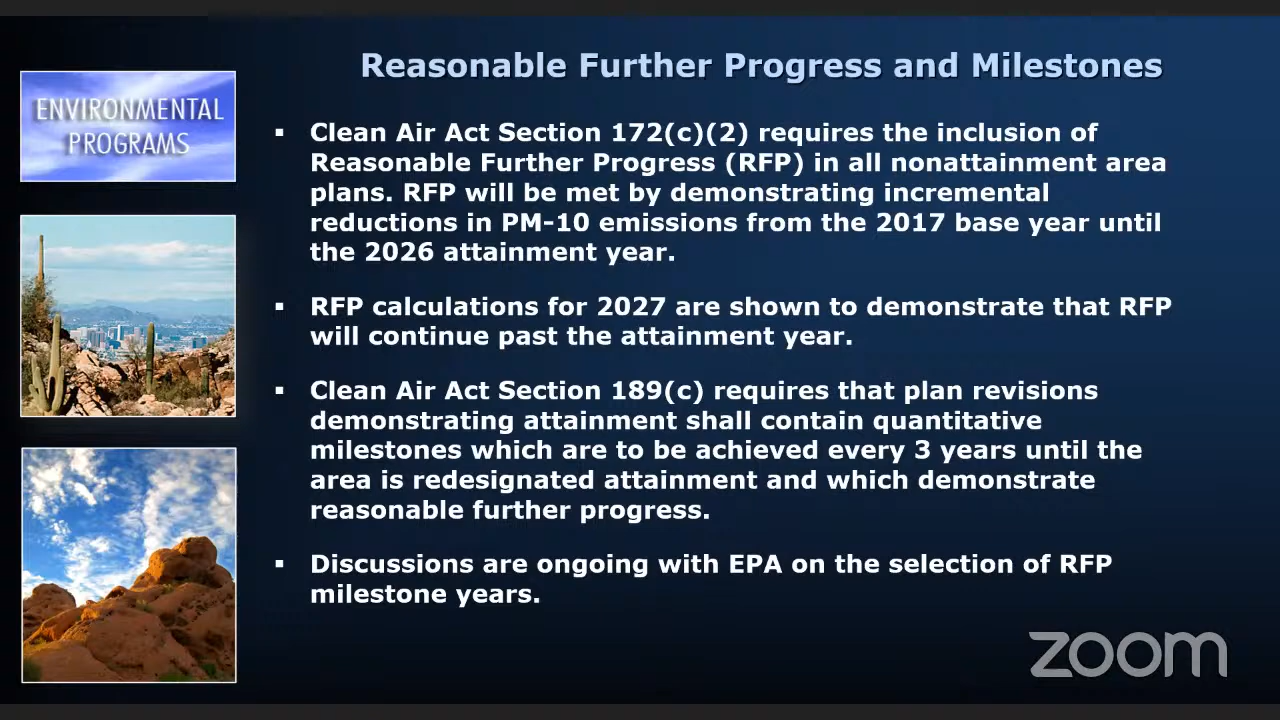 Reasonable Further Progress and Milestones
ENVIRONMENTAL
PROGRAMS
▪ Clean Air Act Section 172(c)(2) requires the inclusion of
Reasonable Further Progress (RFP) in all nonattainment area
plans. RFP will be met by demonstrating incremental
reductions in PM-10 emissions from the 2017 base year until
the 2026 attainment year.
▪ RFP calculations for 2027 are shown to demonstrate that RFP
will continue past the attainment year.
▪ Clean Air Act Section 189(c) requires that plan revisions
demonstrating attainment shall contain quantitative
milestones which are to be achieved every 3 years until the
area is redesignated attainment and which demonstrate
reasonable further progress.
▪ Discussions are ongoing with EPA on the selection of RFP
milestone years.
zoom